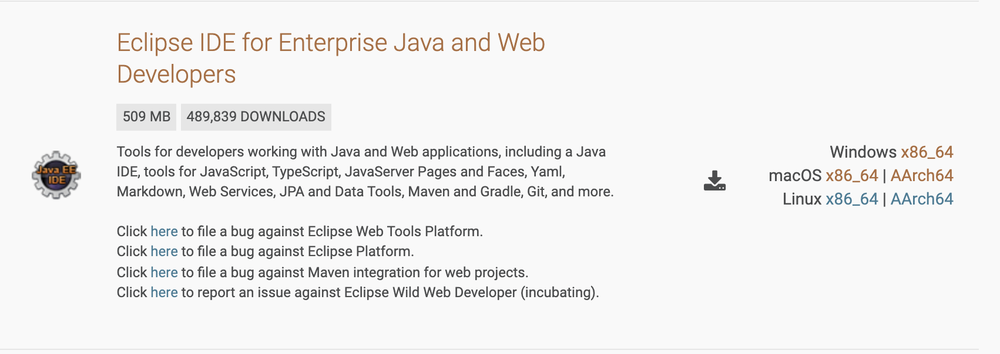 Eclipse IDE for Enterprise Java and Web
Developers
509 MB
489,839 DOWNLOADS
Java EE
IDE
Tools for developers working with Java and Web applications, including a Java
IDE, tools for JavaScript, TypeScript, JavaServer Pages and Faces, Yaml,
Markdown, Web Services, JPA and Data Tools, Maven and Gradle, Git, and more.
Click here to file a bug against Eclipse Web Tools Platform.
Click here to file a bug against Eclipse Platform.
Click here to file a bug against Maven integration for web projects.
Click here to report an issue against Eclipse Wild Web Developer (incubating).
Windows x86_64
macOS x86_64 | AArch64
Linux x86_64 | AArch64